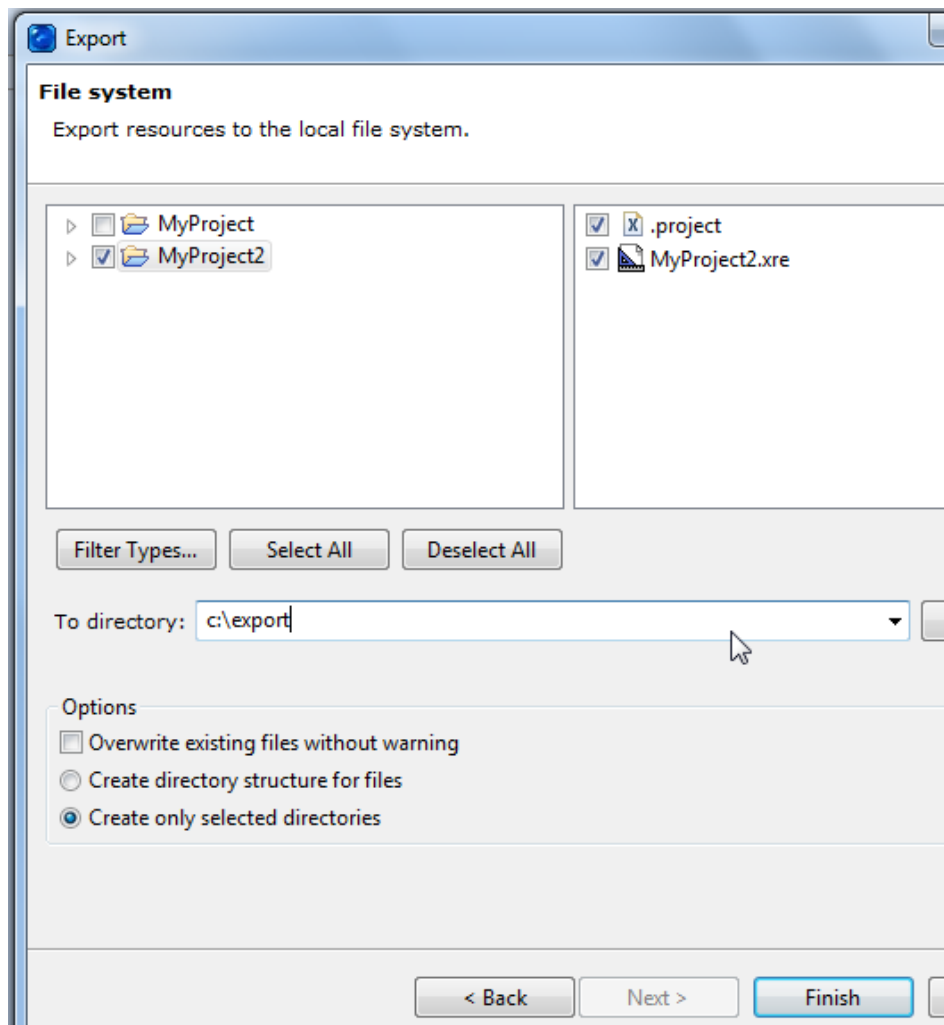 Export
File system
Export resources to the local file system.
MyProject
MyProject2
.project
MyProject2.xre
Filter Types...
Select All
Deselect All
To directory:
c:\export
Options
Overwrite existing files without warning
Create directory structure for files
Create only selected directories
< Back
Next >
Finish